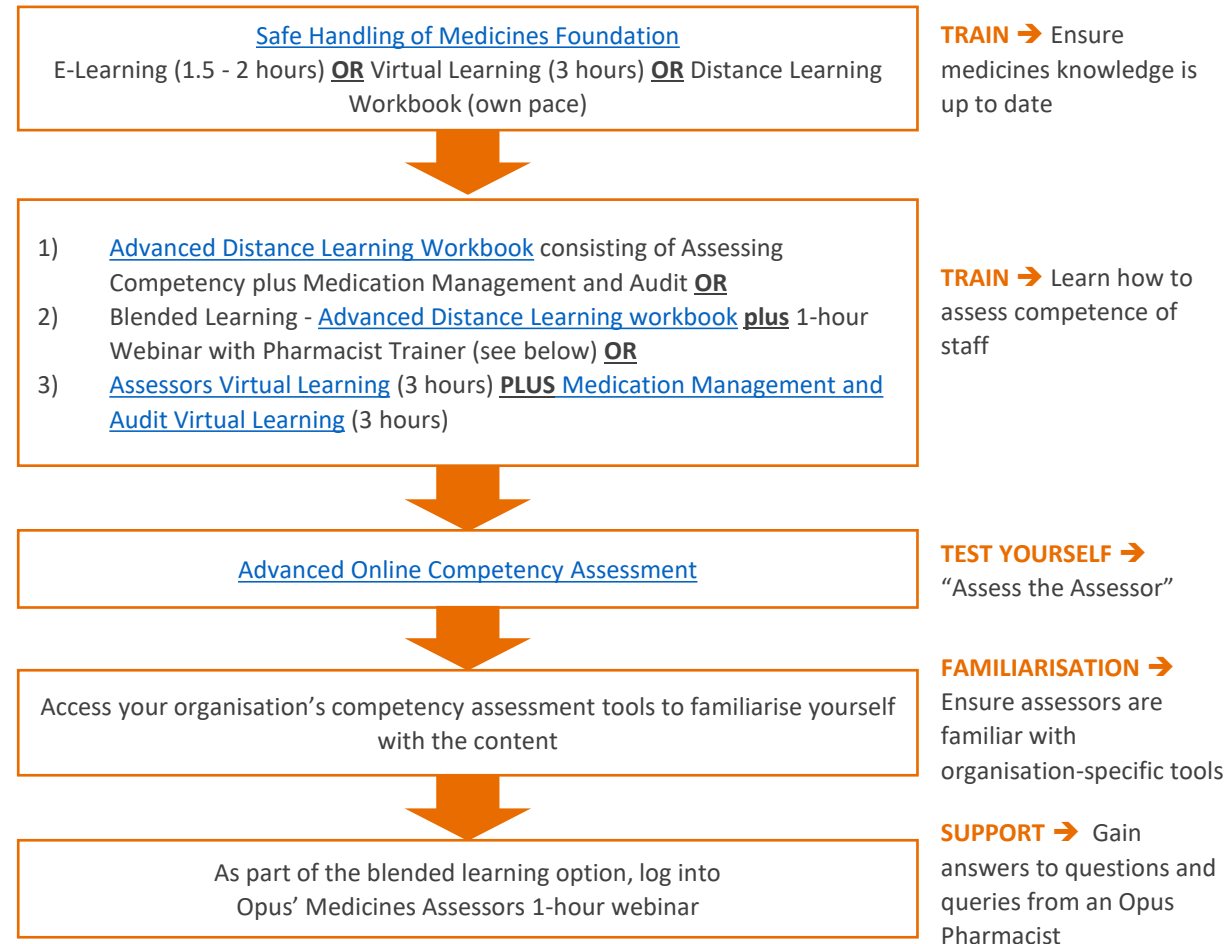 Safe Handling of Medicines Foundation
E-Learning (1.5 - 2 hours) OR Virtual Learning (3 hours) OR Distance Learning
Workbook (own pace)
TRAIN ➔ Ensure
medicines knowledge is
up to date
1) Advanced Distance Learning Workbook consisting of Assessing
Competency plus Medication Management and Audit OR
2) Blended Learning - Advanced Distance Learning workbook plus 1-hour
Webinar with Pharmacist Trainer (see below) OR
3) Assessors Virtual Learning (3 hours) PLUS Medication Management and
Audit Virtual Learning (3 hours)
TRAIN ➔ Learn how to
assess competence of
staff
Advanced Online Competency Assessment
TEST YOURSELF ➔
“Assess the Assessor”
Access your organisation’s competency assessment tools to familiarise yourself
with the content
FAMILIARISATION ➔
Ensure assessors are
familiar with
organisation-specific tools
As part of the blended learning option, log into
Opus’ Medicines Assessors 1-hour webinar
SUPPORT ➔ Gain
answers to questions and
queries from an Opus
Pharmacist